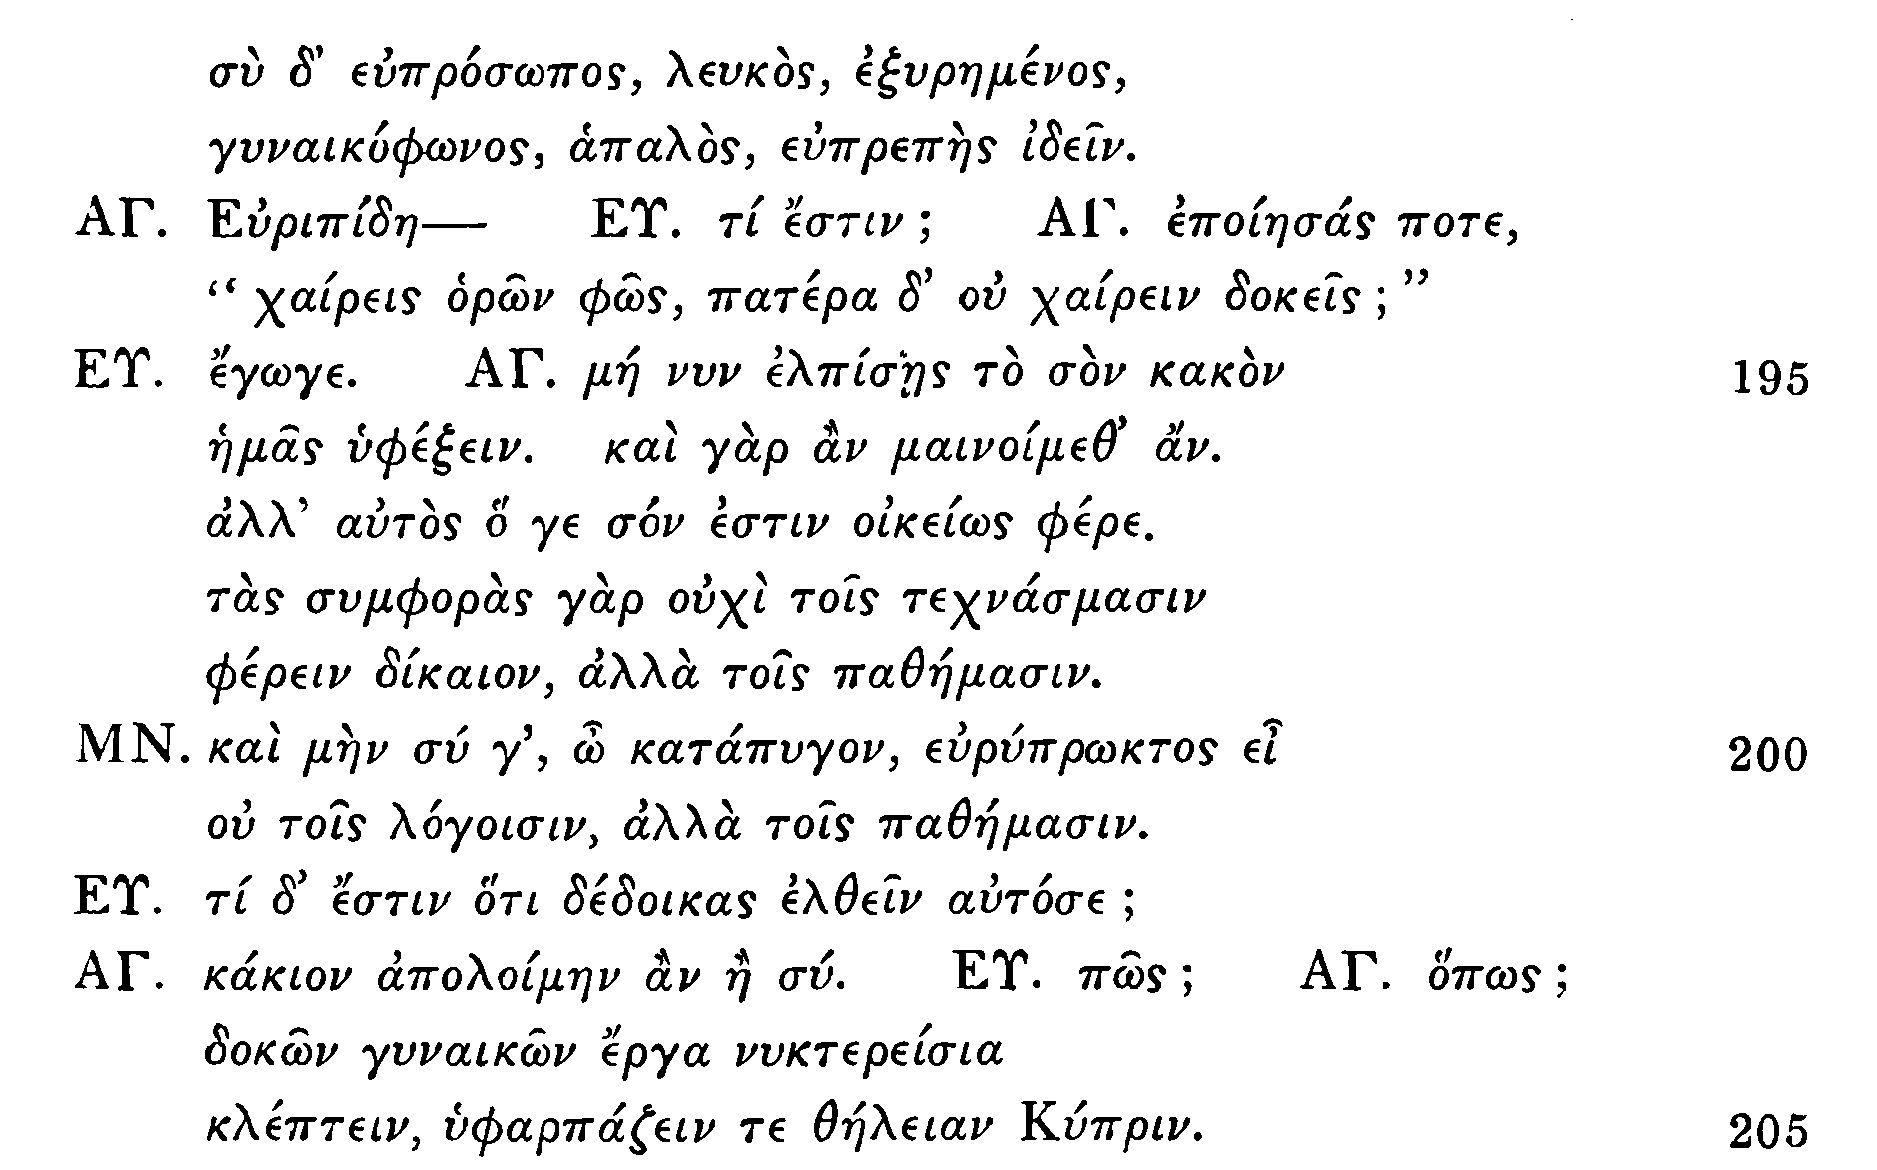 σὺ δ’ εὐπρόσωπος, λευκὸς, ἐξυρημένος,
γυναικόφωνος, ἁπαλὸς, εὐπρεπὴς ἰδεῖν.
ΑΓ. Εὐριπίδη— ΕΥ. τί ἔστιν ; ΑΓ. ἐποίησάς ποτε,
“ χαίρεις ὁρῶν φῶς, πατέρα δ’ οὐ χαίρειν δοκεῖς ; ”
ΕΥ. ἔγωγε. ΑΓ. μή νυν ἐλπίσῃς τὸ σὸν κακὸν 195
ἡμᾶς ὑφέξειν. καὶ γὰρ ἂν μαινοίμεθ’ ἄν.
ἀλλ’ αὐτὸς ὅ γε σόν ἐστιν οἰκείως φέρε.
τὰς συμφορὰς γὰρ οὐχὶ τοῖς τεχνάσμασιν
φέρειν δίκαιον, ἀλλὰ τοῖς παθήμασιν.
ΜΝ. καὶ μὴν σύ γ’, ὦ κατάπυγον, εὐρύπρωκτος εἶ 200
οὐ τοῖς λόγοισιν, ἀλλὰ τοῖς παθήμασιν.
ΕΥ. τί δ’ ἔστιν ὅτι δέδοικας ἐλθεῖν αὐτόσε ;
ΑΓ. κάκιον ἀπολοίμην ἂν ἢ σύ. ΕΥ. πῶς ; ΑΓ. ὅπως ;
δοκῶν γυναικῶν ἔργα νυκτερείσια
κλέπτειν, ὑφαρπάζειν τε θήλειαν Κύπριν. 205